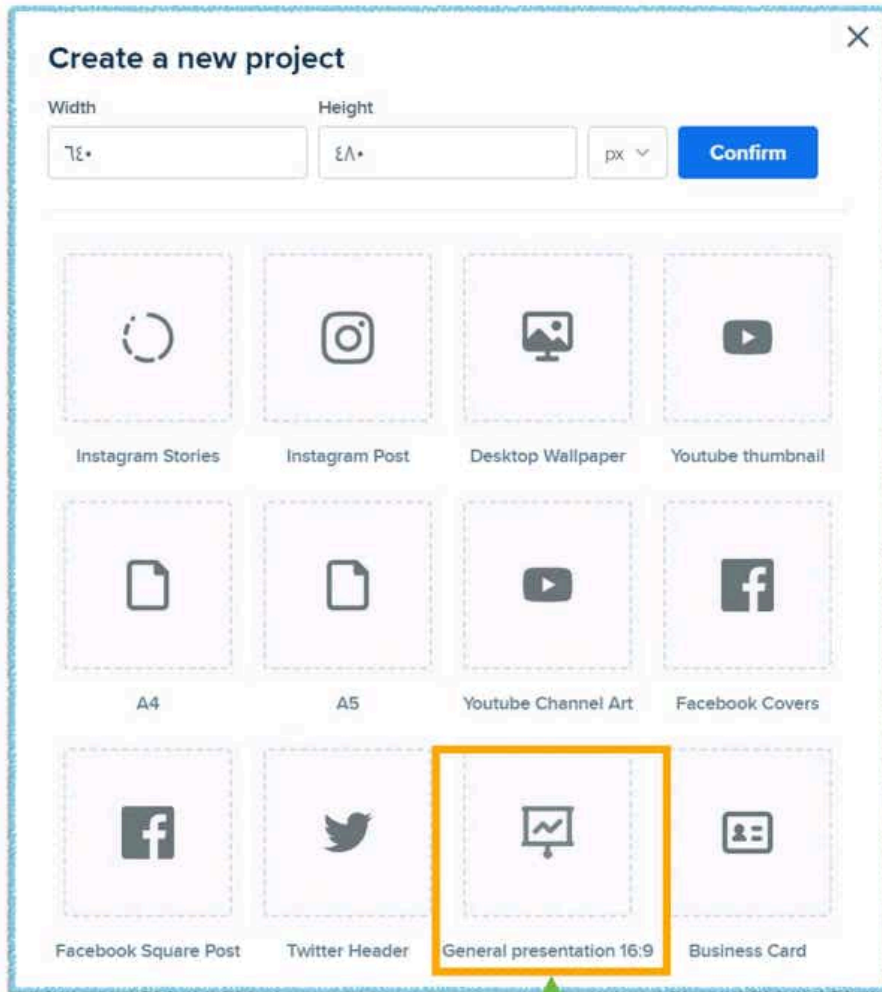 Create a new project
Width Height
٦٤٠ ٤٨٠ px Confirm
Instagram Stories Instagram Post Desktop Wallpaper Youtube thumbnail
A4 A5 Youtube Channel Art Facebook Covers
Facebook Square Post Twitter Header General presentation 16:9 Business Card